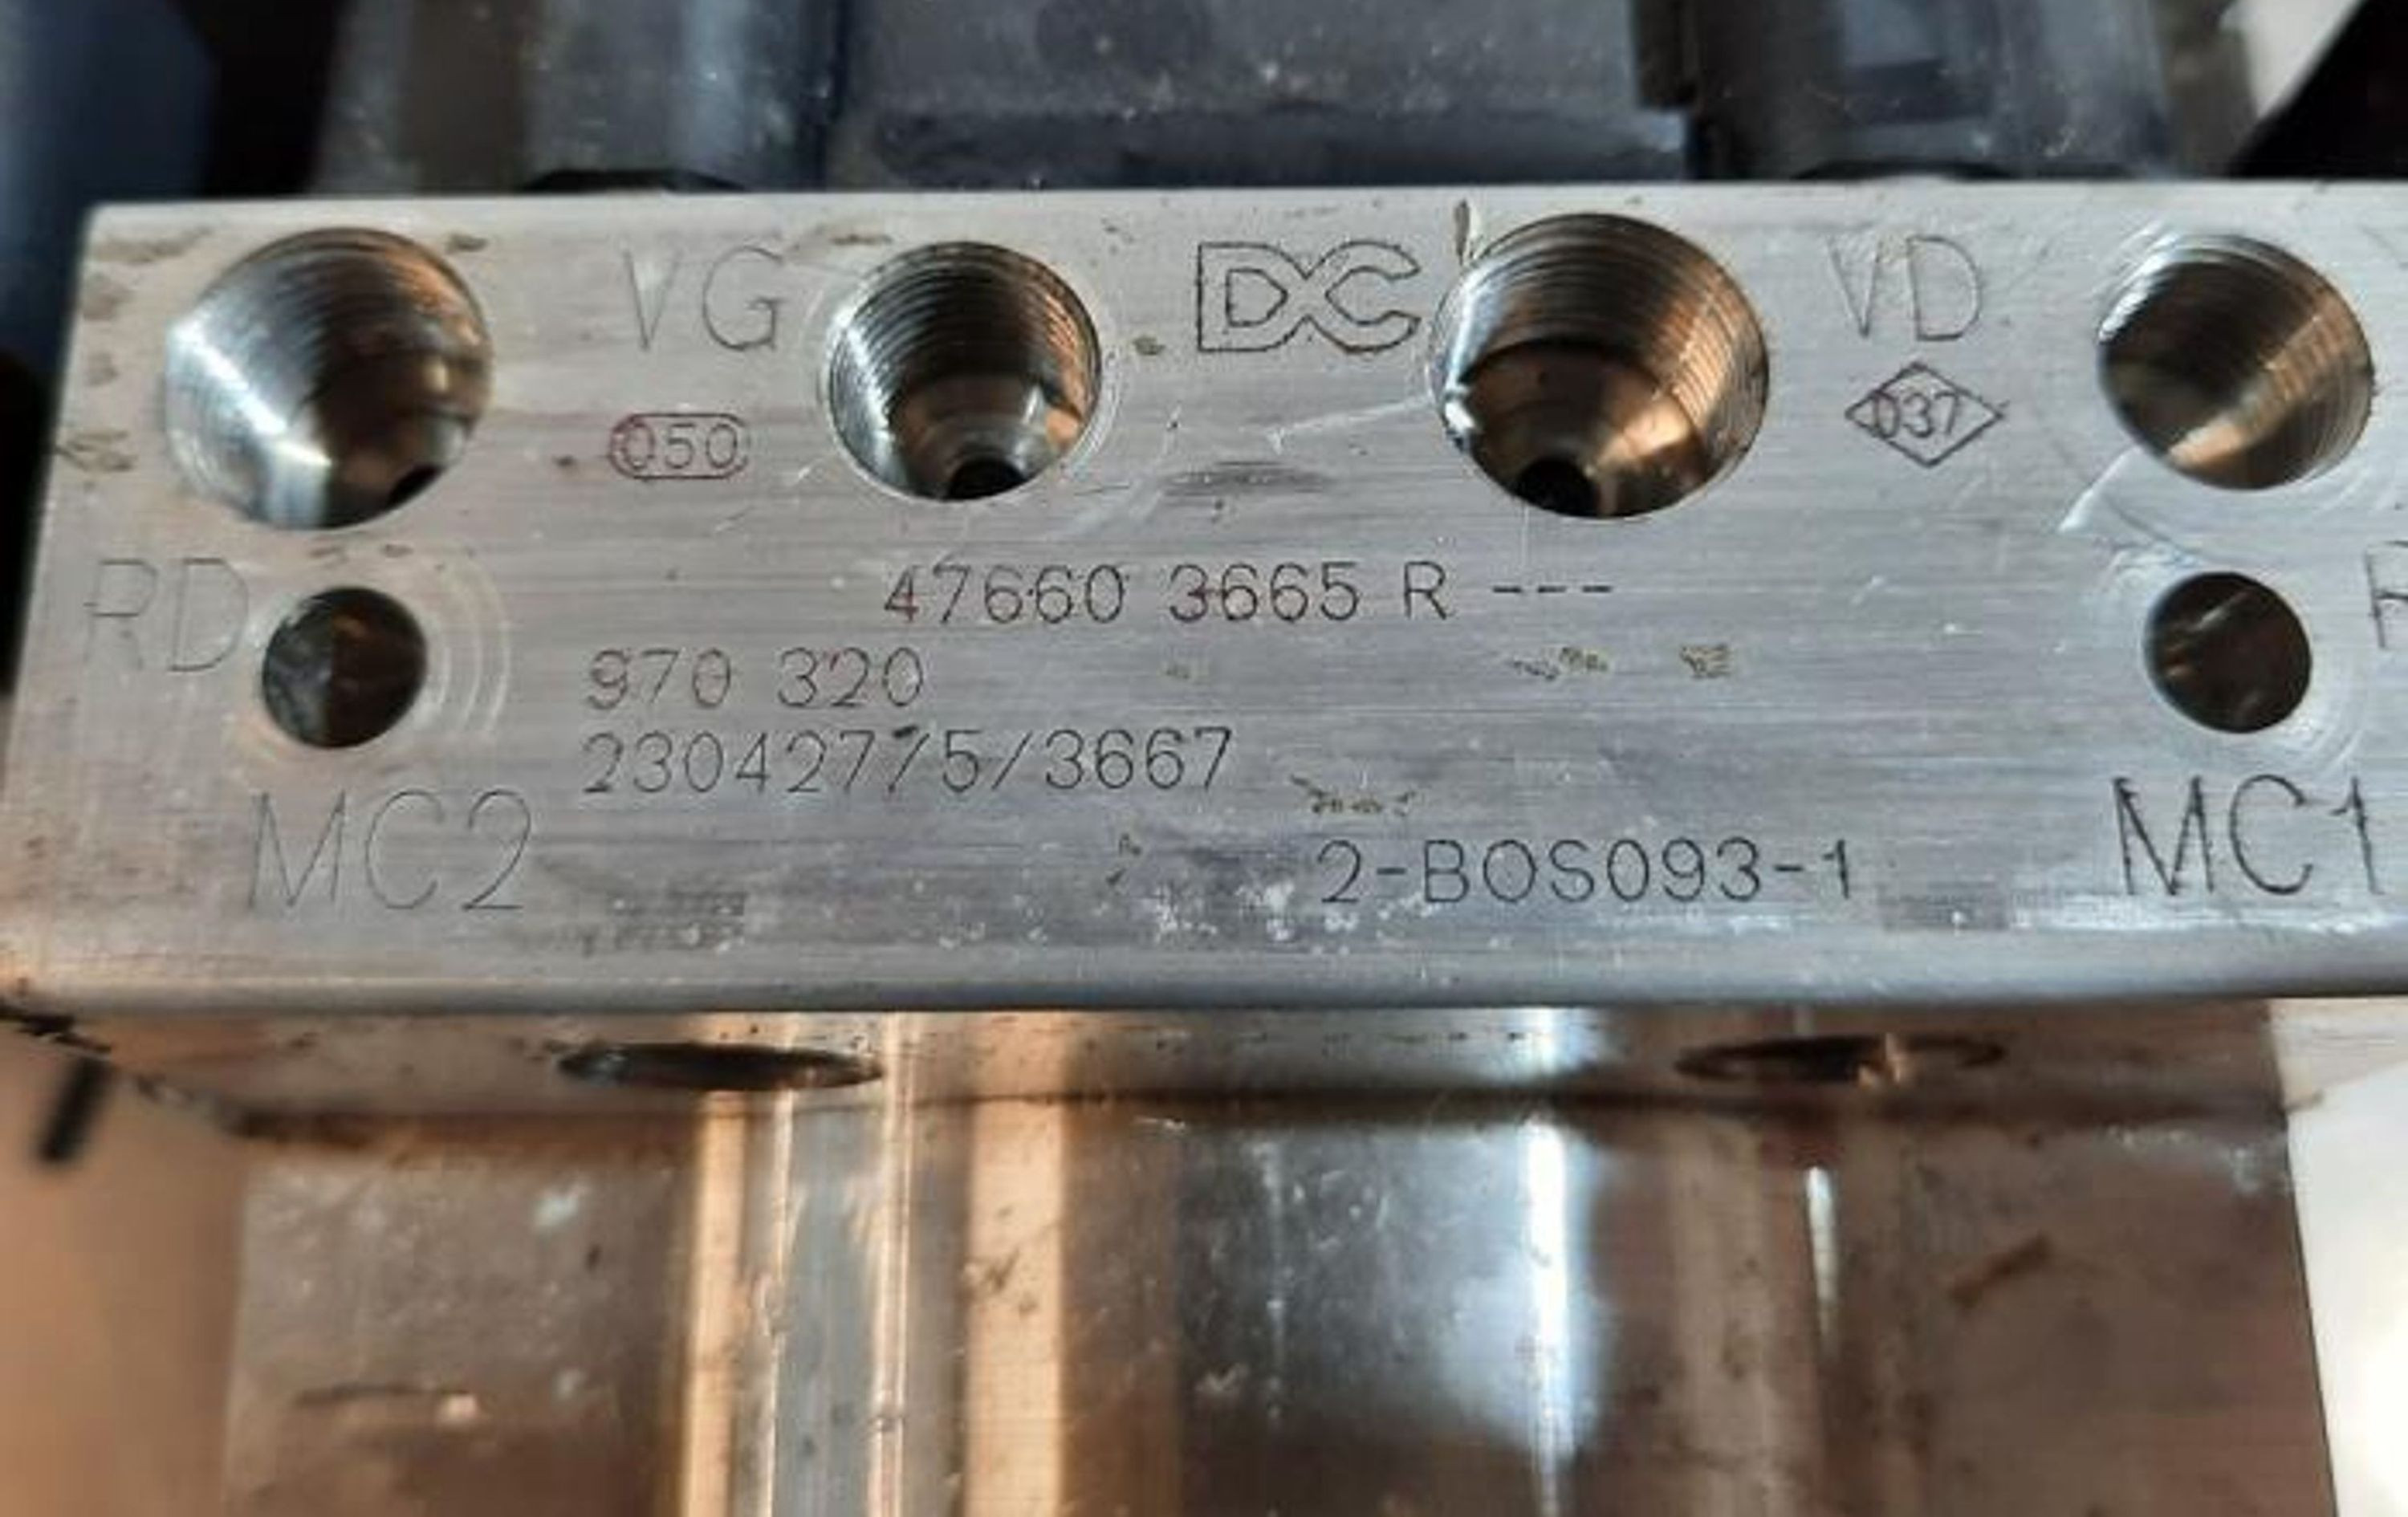 VG DC VD
050 037
47660 3665 R ---
RD
970 320
23042775/3667
MC2 2-BOS093-1 MC1